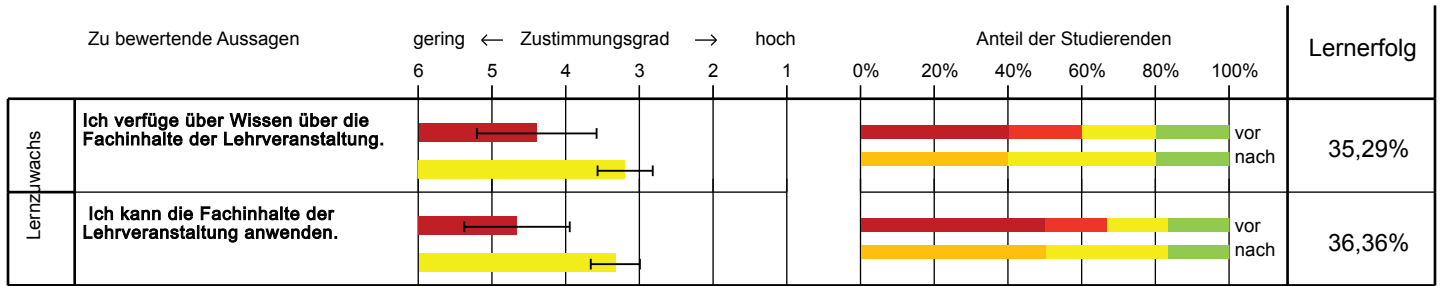 Zu bewertende Aussagen gering ← Zustimmungsgrad → hoch Anteil der Studierenden Lernerfolg
6 5 4 3 2 1 0% 20% 40% 60% 80% 100%
Lernzuwachs
Ich verfüge über Wissen über die
Fachinhalte der Lehrveranstaltung.
vor
nach
35,29%
Ich kann die Fachinhalte der
Lehrveranstaltung anwenden.
vor
nach
36,36%